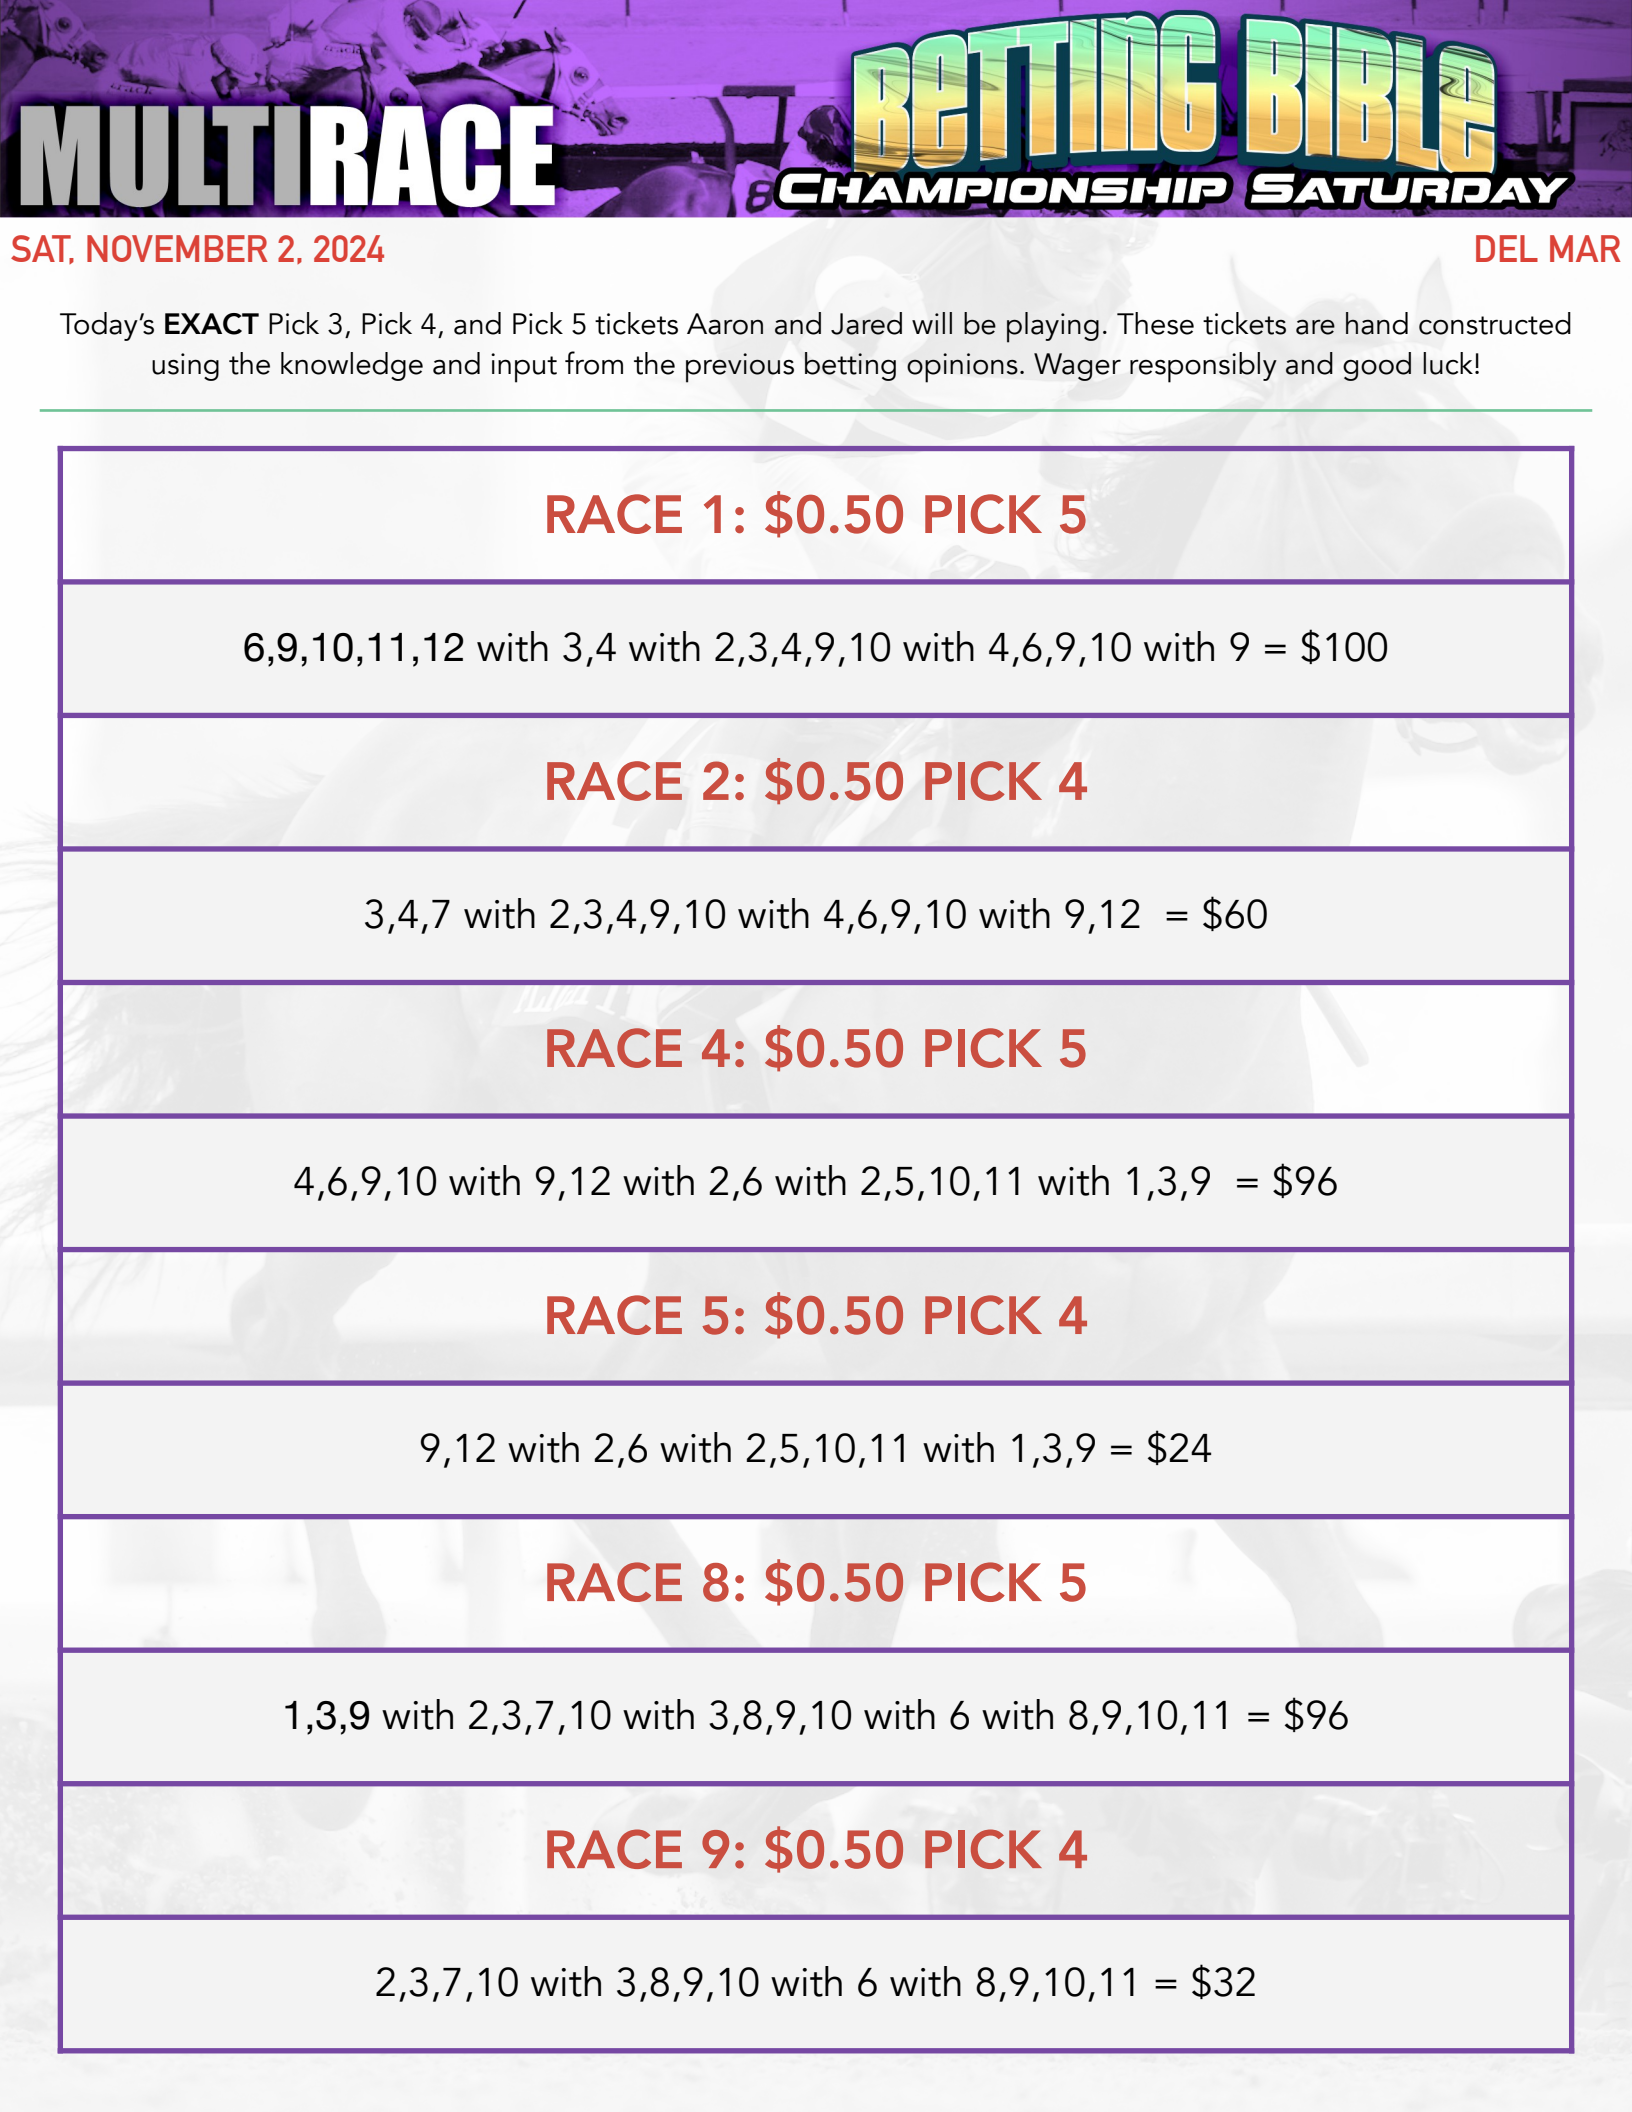 MULTIRACE
BETTING BIBLE
CHAMPIONSHIP SATURDAY
8
SAT, NOVEMBER 2, 2024
DEL MAR
Today's EXACT Pick 3, Pick 4, and Pick 5 tickets Aaron and Jared will be playing. These tickets are hand constructed
using the knowledge and input from the previous betting opinions. Wager responsibly and good luck!
RACE 1: $0.50 PICK 5
6,9,10,11,12 with 3,4 with 2,3,4,9,10 with 4,6,9,10 with 9 = $100
RACE 2: $0.50 PICK 4
3,4,7 with 2,3,4,9,10 with 4,6,9,10 with 9,12 = $60
RACE 4: $0.50 PICK 5
4,6,9,10 with 9,12 with 2,6 with 2,5,10,11 with 1,3,9 = $96
RACE 5: $0.50 PICK 4
9,12 with 2,6 with 2,5,10,11 with 1,3,9 = $24
RACE 8: $0.50 PICK 5
1,3,9 with 2,3,7,10 with 3,8,9,10 with 6 with 8,9,10,11 = $96
RACE 9: $0.50 PICK 4
2,3,7,10 with 3,8,9,10 with 6 with 8,9,10,11 = $32